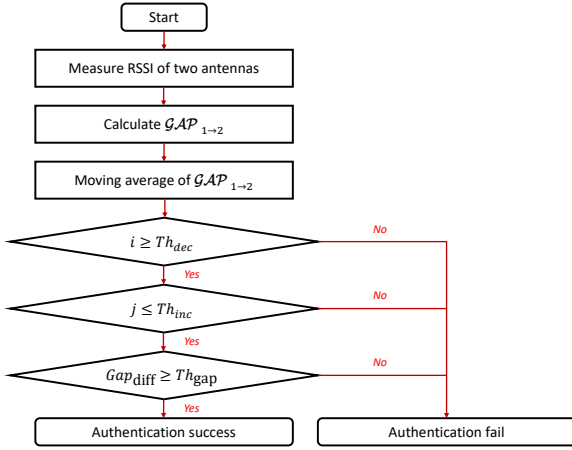 Start
Measure RSSI of two antennas
Calculate 𝒢𝒜𝒫 1→2
Moving average of 𝒢𝒜𝒫 1→2
i ≥ Th_dec
No
Yes
j ≤ Th_inc
No
Yes
Gap_diff ≥ Th_gap
No
Yes
Authentication success
Authentication fail